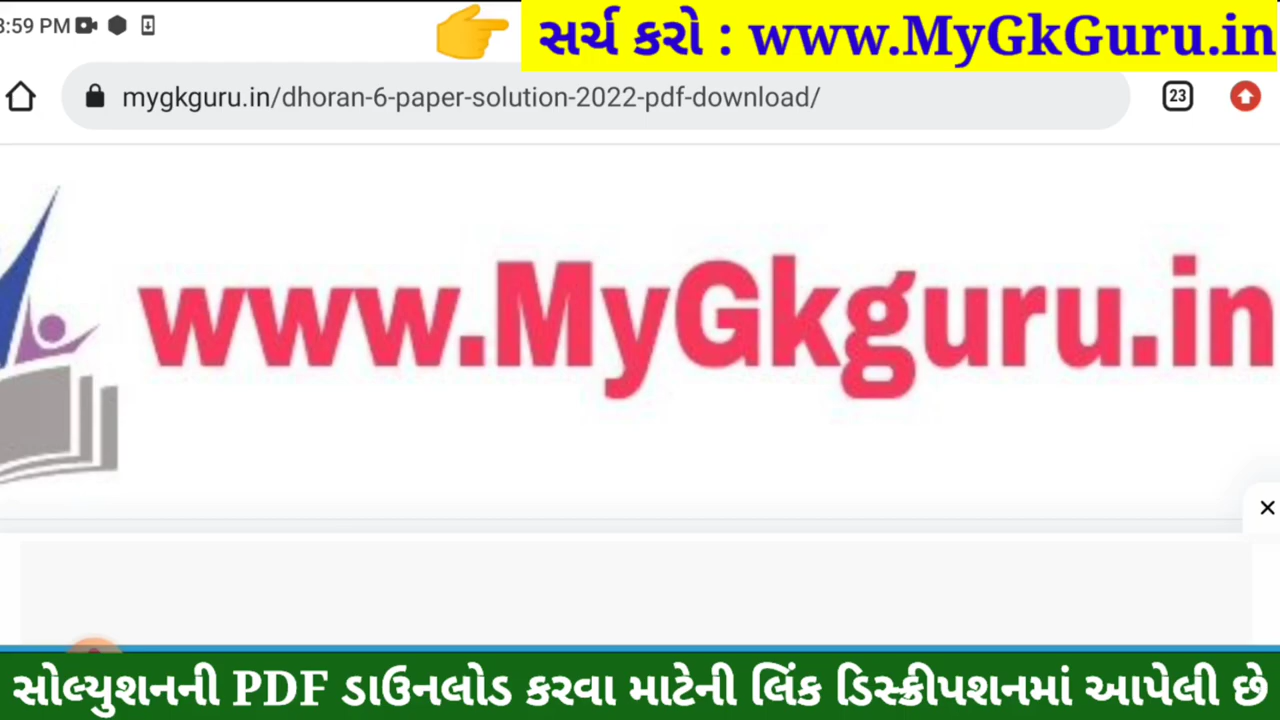 3:59 PM
👉 સર્ચ કરો : www.MyGkGuru.in
mygkguru.in/dhoran-6-paper-solution-2022-pdf-download/
23
www.MyGkguru.in
સોલ્યુશનની PDF ડાઉનલોડ કરવા માટેની લિંક ડિસ્ક્રીપશનમાં આપેલી છે